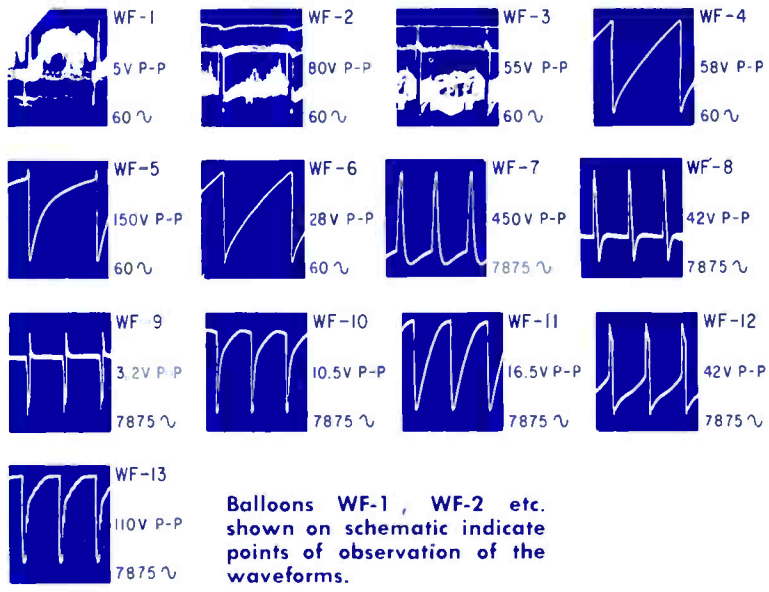 WF-1
5V P-P
60 ∿
WF-2
80V P-P
60 ∿
WF-3
55V P-P
60 ∿
WF-4
58V P-P
60 ∿
WF-5
150V P-P
60 ∿
WF-6
28V P-P
60 ∿
WF-7
450V P-P
7875 ∿
WF-8
42V P-P
7875 ∿
WF-9
3.2V P-P
7875 ∿
WF-10
10.5V P-P
7875 ∿
WF-11
16.5V P-P
7875 ∿
WF-12
42V P-P
7875 ∿
WF-13
110V P-P
7875 ∿
Balloons WF-1 , WF-2 etc.
shown on schematic indicate
points of observation of the
waveforms.